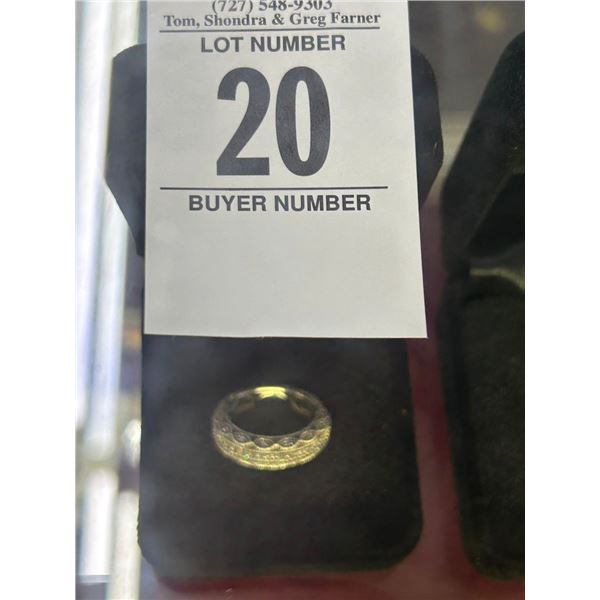 (727) 548-9303
Tom, Shondra & Greg Farner
LOT NUMBER
20
BUYER NUMBER